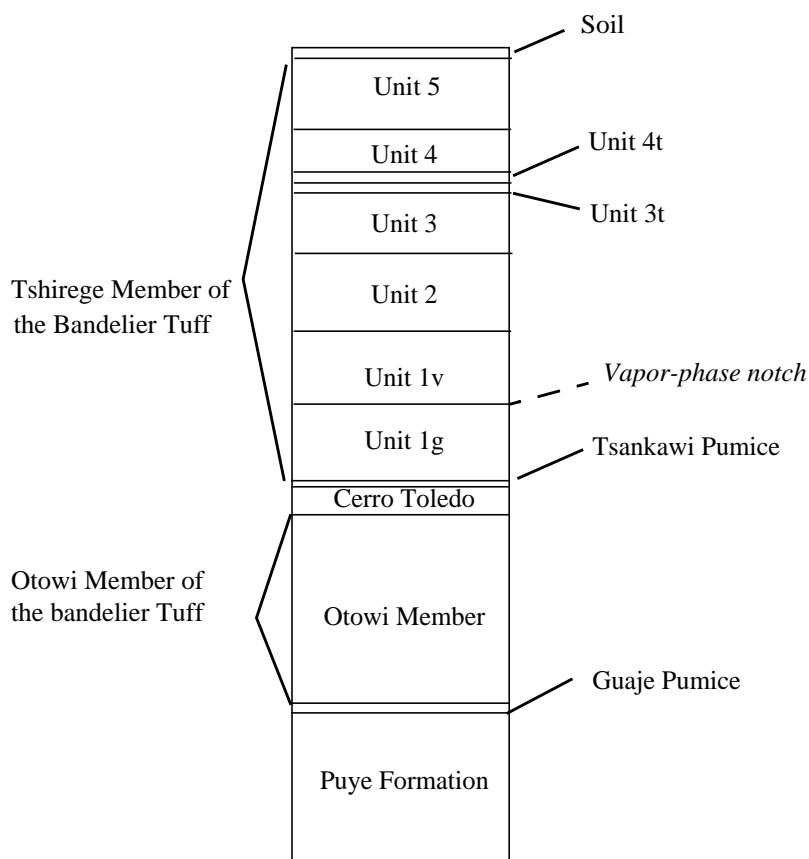 Soil
Unit 5
Unit 4t
Unit 4
Unit 3t
Unit 3
Tshirege Member of
the Bandelier Tuff
Unit 2
Vapor-phase notch
Unit 1v
Unit 1g
Tsankawi Pumice
Cerro Toledo
Otowi Member of
the bandelier Tuff
Otowi Member
Guaje Pumice
Puye Formation